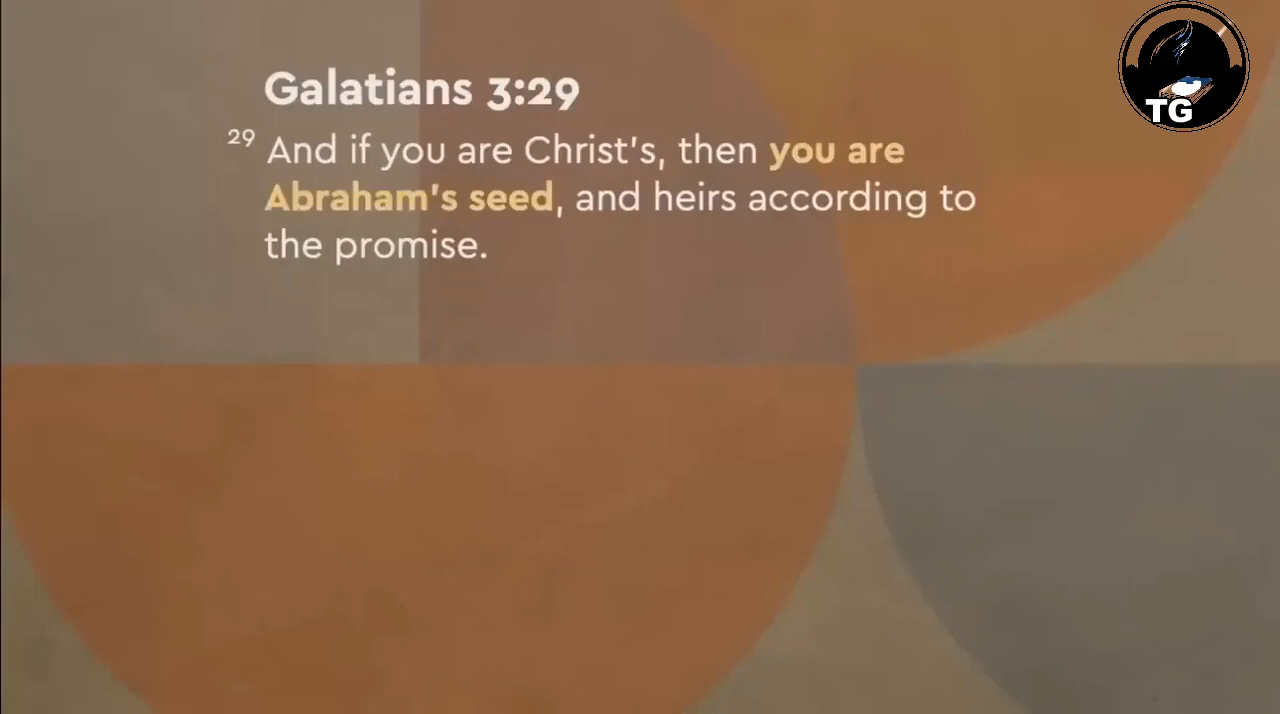 TG
Galatians 3:29
29 And if you are Christ's, then you are
Abraham's seed, and heirs according to
the promise.